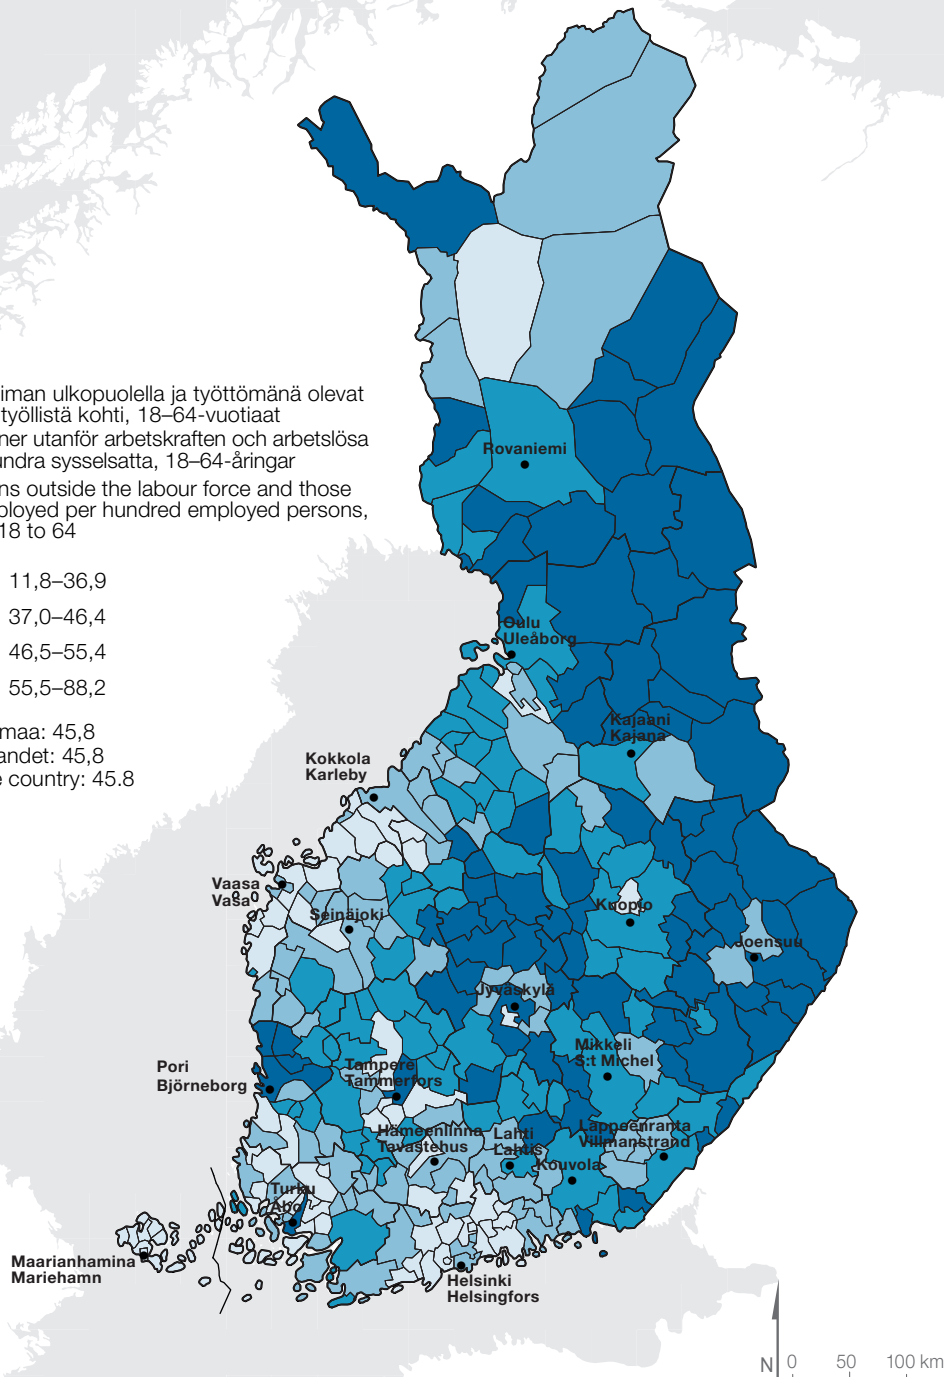 iman ulkopuolella ja työttömänä olevat
työllistä kohti, 18–64-vuotiaat
ner utanför arbetskraften och arbetslösa
undra sysselsatta, 18–64-åringar
ns outside the labour force and those
ployed per hundred employed persons,
18 to 64
11,8–36,9
37,0–46,4
46,5–55,4
55,5–88,2
maa: 45,8
andet: 45,8
e country: 45.8
Rovaniemi
Oulu
Uleåborg
Kajaani
Kajana
Kokkola
Karleby
Vaasa
Vasa
Seinäjoki
Kuopio
Joensuu
Jyväskylä
Mikkeli
S:t Michel
Pori
Björneborg
Tampere
Tammerfors
Hämeenlinna
Tavastehus
Lahti
Lahtis
Lappeenranta
Villmanstrand
Kouvola
Turku
Åbo
Maarianhamina
Mariehamn
Helsinki
Helsingfors
N 0 50 100 km